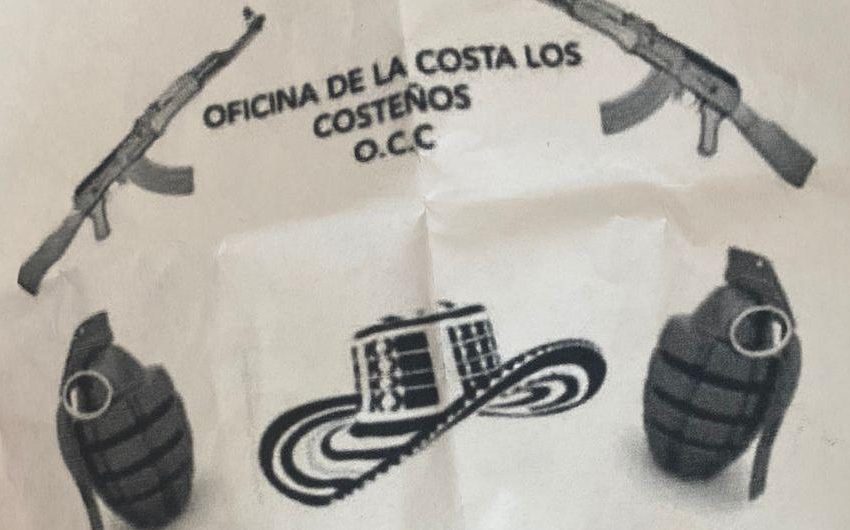 OFICINA DE LA COSTA LOS
COSTEÑOS
O.C.C